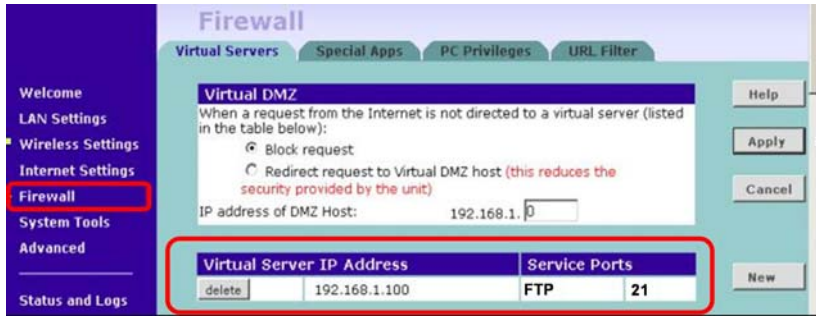 Firewall
Virtual Servers Special Apps PC Privileges URL Filter
Welcome
LAN Settings
Wireless Settings
Internet Settings
Firewall
System Tools
Advanced
Status and Logs
Virtual DMZ
When a request from the Internet is not directed to a virtual server (listed
in the table below):
Block request
Redirect request to Virtual DMZ host (this reduces the
security provided by the unit)
IP address of DMZ Host: 192.168.1. 0
Virtual Server IP Address Service Ports
delete 192.168.1.100 FTP 21
Help
Apply
Cancel
New